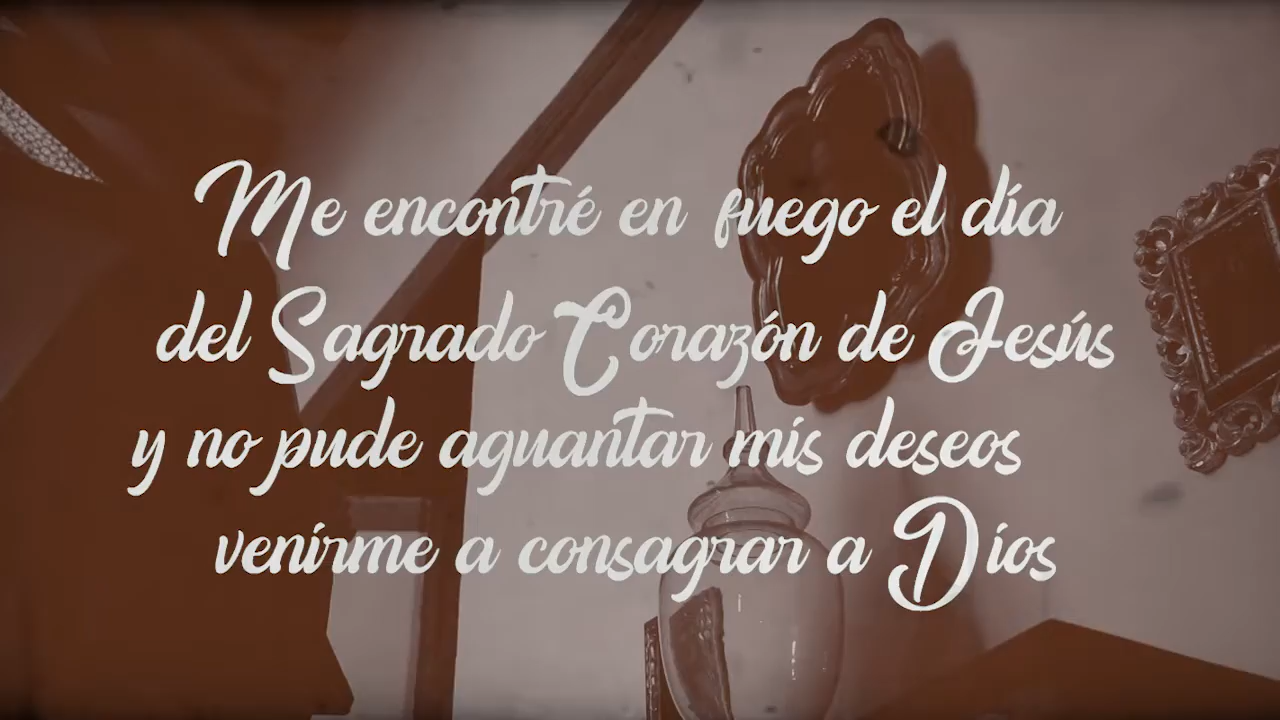 Me encontré en fuego el día
del Sagrado Corazón de Jesús
y no pude aguantar mis deseos
venirme a consagrar a Dios